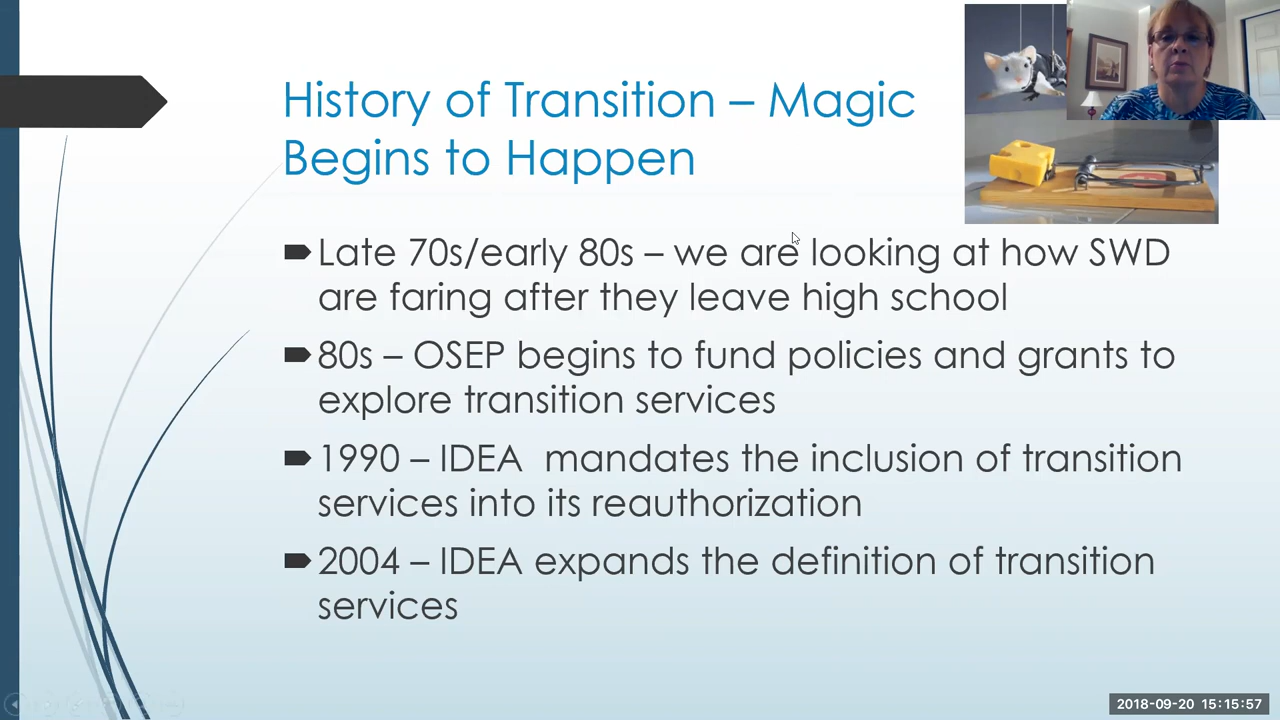 History of Transition – Magic
Begins to Happen
Late 70s/early 80s – we are looking at how SWD
are faring after they leave high school
80s – OSEP begins to fund policies and grants to
explore transition services
1990 – IDEA  mandates the inclusion of transition
services into its reauthorization
2004 – IDEA expands the definition of transition
services
2018-09-20 15:15:57